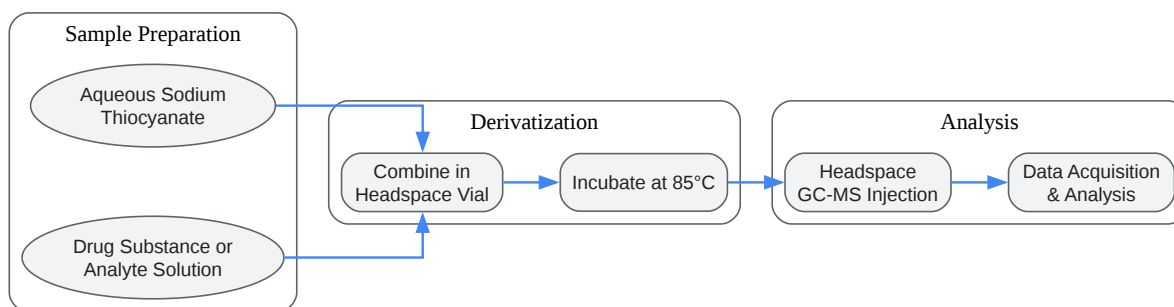 Sample Preparation
Aqueous Sodium
Thiocyanate
Drug Substance or
Analyte Solution
Derivatization
Combine in
Headspace Vial
Incubate at 85°C
Analysis
Headspace
GC-MS Injection
Data Acquisition
& Analysis